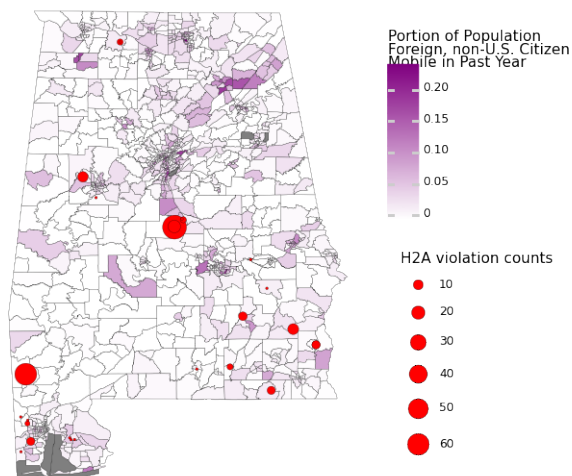 Portion of Population
Foreign, non-U.S. Citizen
Mobile in Past Year
0.20
0.15
0.10
0.05
0
H2A violation counts
10
20
30
40
50
60